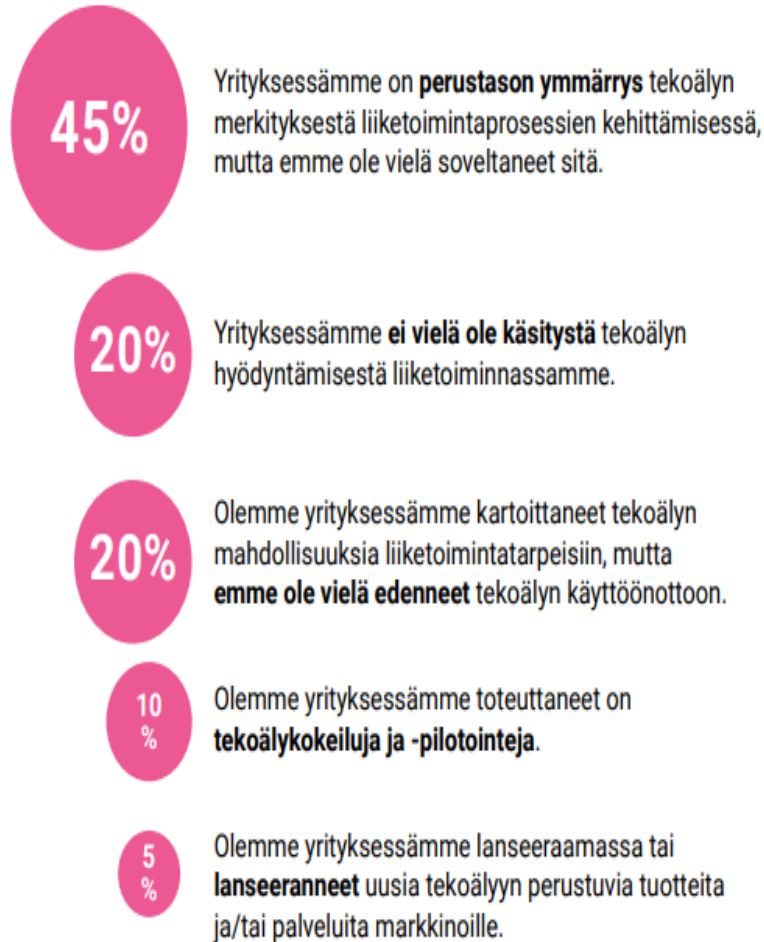 45%
Yrityksessämme on perustason ymmärrys tekoälyn
merkityksestä liiketoimintaprosessien kehittämisessä,
mutta emme ole vielä soveltaneet sitä.
20%
Yrityksessämme ei vielä ole käsitystä tekoälyn
hyödyntämisestä liiketoiminnassamme.
20%
Olemme yrityksessämme kartoittaneet tekoälyn
mahdollisuuksia liiketoimintatarpeisiin, mutta
emme ole vielä edenneet tekoälyn käyttöönottoon.
10
%
Olemme yrityksessämme toteuttaneet on
tekoälykokeiluja ja -pilotointeja.
5
%
Olemme yrityksessämme lanseeraamassa tai
lanseeranneet uusia tekoälyyn perustuvia tuotteita
ja/tai palveluita markkinoille.